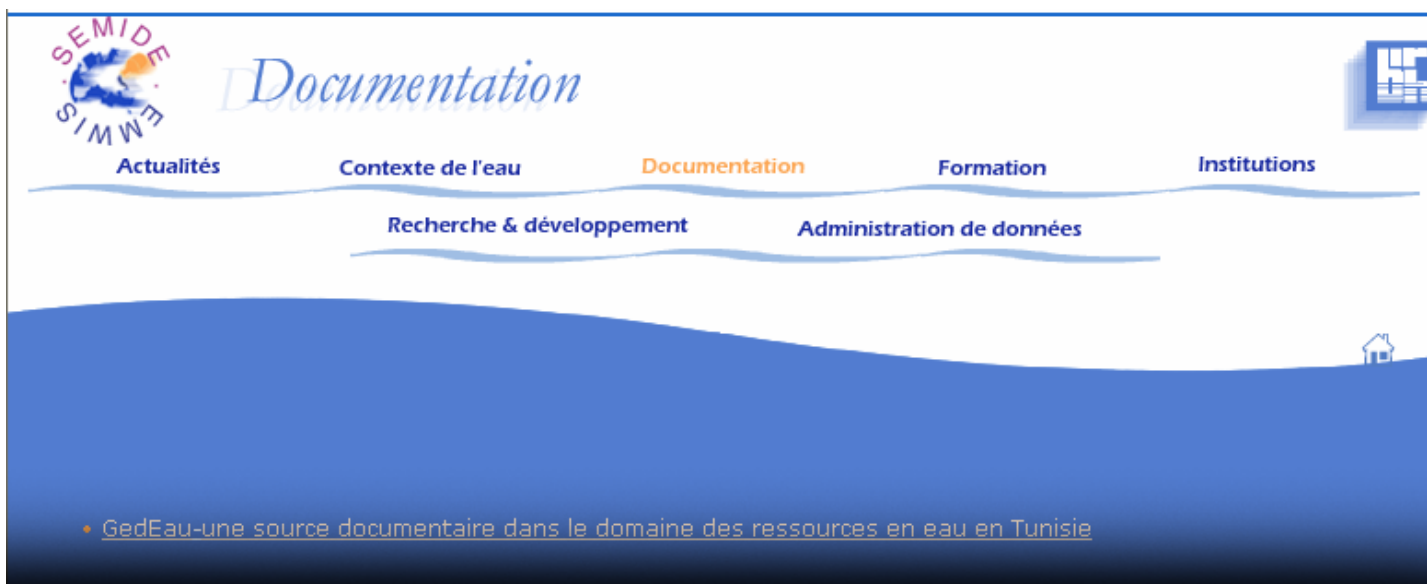 SEMIDE
EMWIS
Documentation
Actualités Contexte de l'eau Documentation Formation Institutions
Recherche & développement Administration de données
• GedEau-une source documentaire dans le domaine des ressources en eau en Tunisie